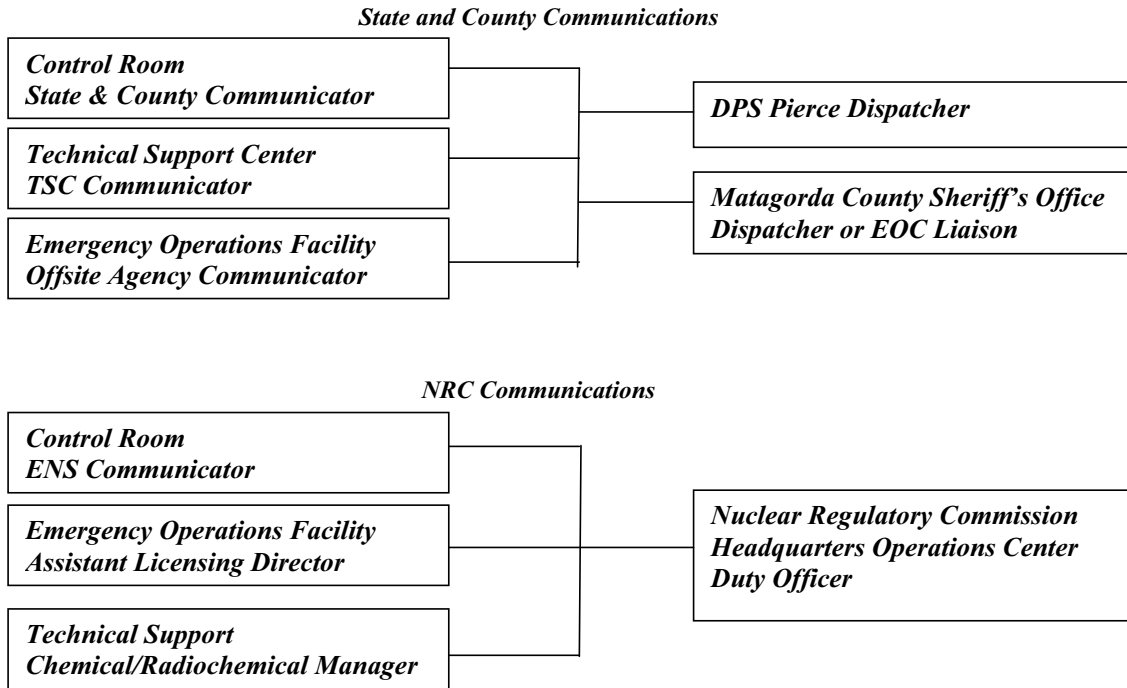 State and County Communications
Control Room
State & County Communicator
Technical Support Center
TSC Communicator
Emergency Operations Facility
Offsite Agency Communicator
DPS Pierce Dispatcher
Matagorda County Sheriff's Office
Dispatcher or EOC Liaison
NRC Communications
Control Room
ENS Communicator
Emergency Operations Facility
Assistant Licensing Director
Technical Support
Chemical/Radiochemical Manager
Nuclear Regulatory Commission
Headquarters Operations Center
Duty Officer